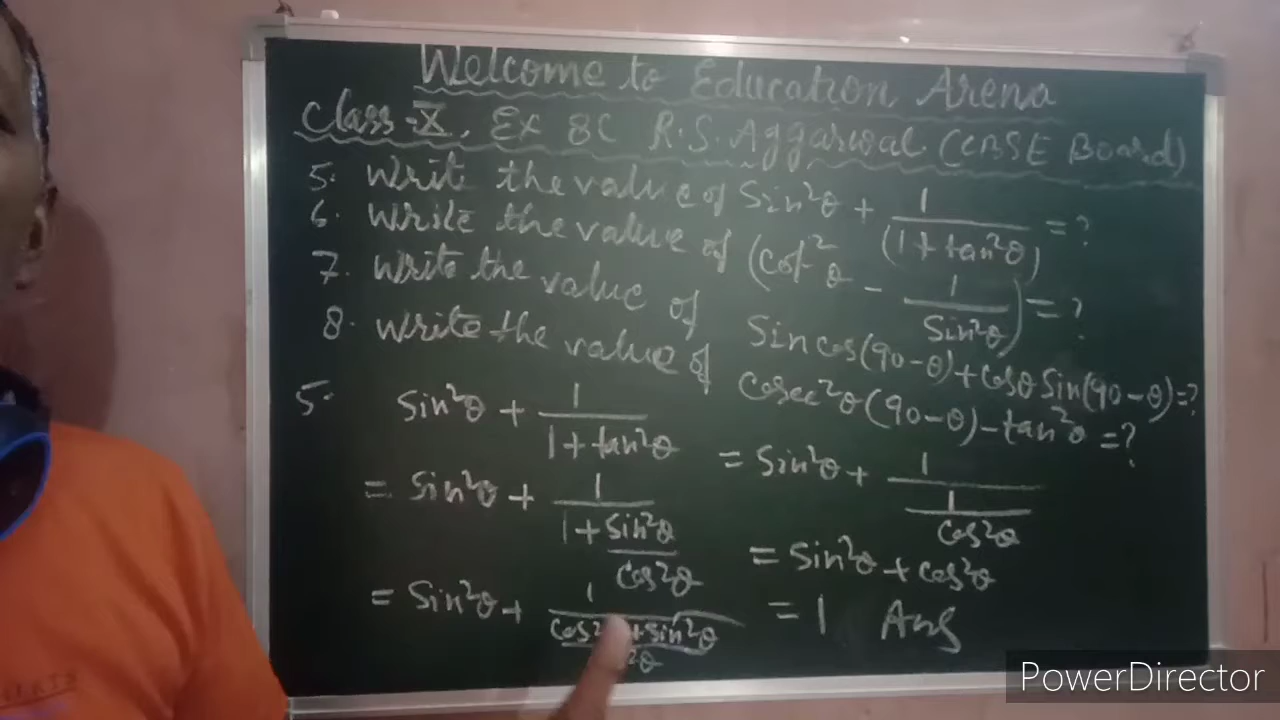 Welcome to Education Arena
Class-X, Ex 8C R.S. Aggarwal (CBSE Board)
5. Write the value of Sin²θ + 1/(1+tan²θ) = ?
6. Write the value of (Cot²θ - 1/Sin²θ) = ?
7. Write the value of Sin cos(90-θ)+cosθ Sin(90-θ)=?
8. Write the value of Cosec²θ(90-θ)-tan²θ=?
5. Sin²θ + 1/1+tan²θ
= Sin²θ + 1/1+Sin²θ/Cos²θ
= Sin²θ + 1/Cos² +Sin²θ/²θ
= Sin²θ + 1/1/Cos²θ
= Sin²θ + Cos²θ
= 1 Ans
PowerDirector